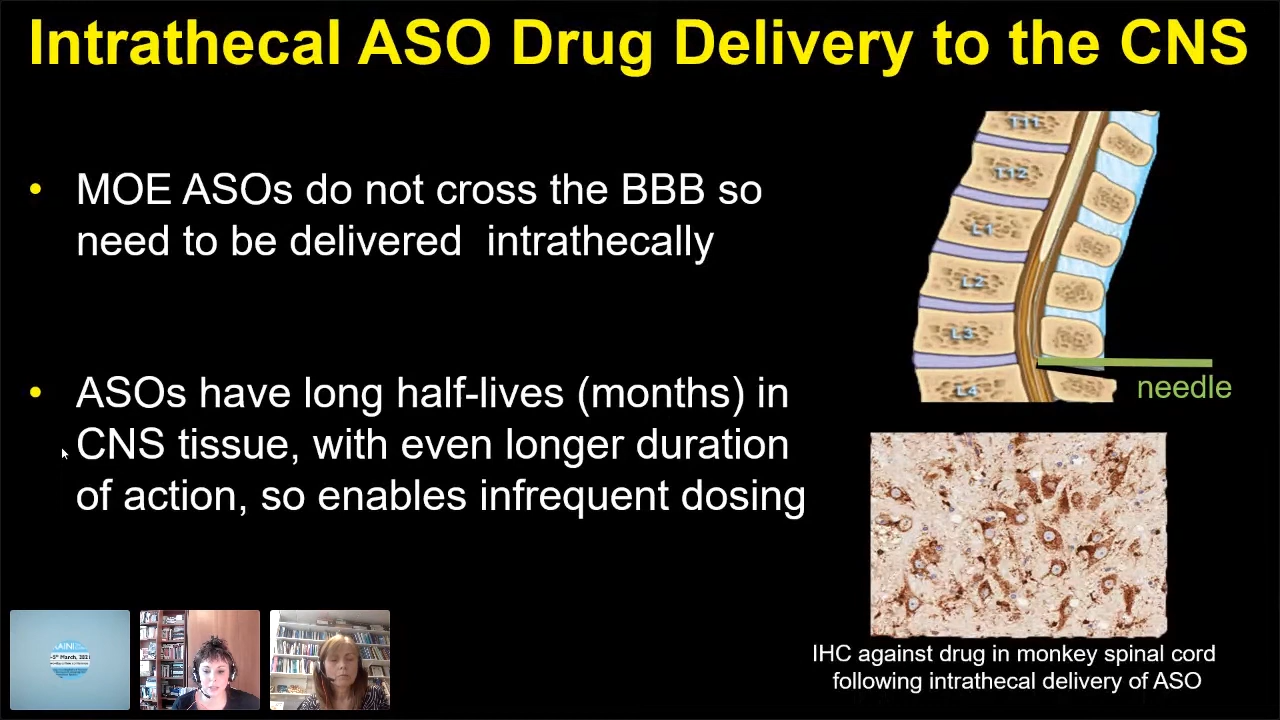 Intrathecal ASO Drug Delivery to the CNS
• MOE ASOs do not cross the BBB so
need to be delivered intrathecally
• ASOs have long half-lives (months) in
CNS tissue, with even longer duration
of action, so enables infrequent dosing
T11
T12
L1
L2
L3
L4
needle
IHC against drug in monkey spinal cord
following intrathecal delivery of ASO
AINI
March, 202